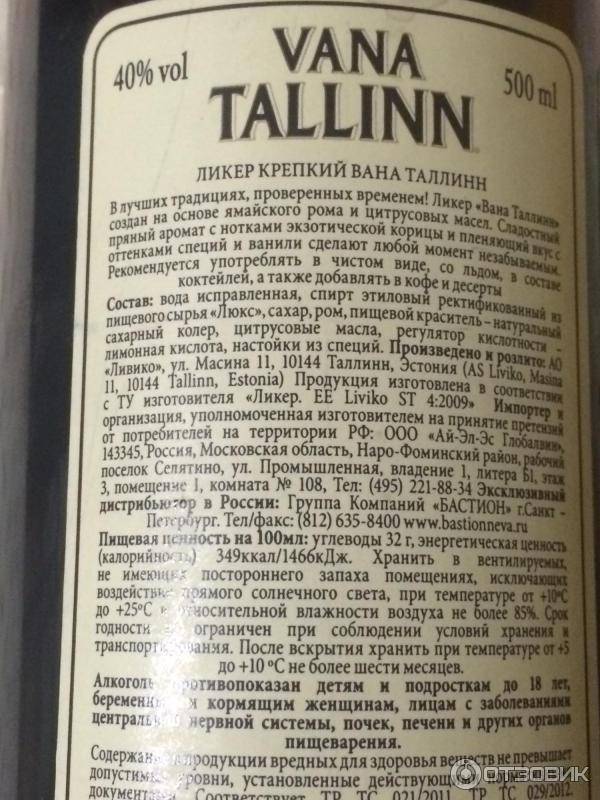 40% vol
VANA
TALLINN
500 ml
ЛИКЕР КРЕПКИЙ ВАНА ТАЛЛИНН
В лучших традициях, проверенных временем! Ликер «Вана Таллинн»
создан на основе ямайского рома и цитрусовых масел. Сладостный
пряный аромат с нотками экзотической корицы и пленяющий вкус с
оттенками специй и ванили сделают любой момент незабываемым.
Рекомендуется употреблять в чистом виде, со льдом, в составе
коктейлей, а также добавлять в кофе и десерты
Состав: вода исправленная, спирт этиловый ректификованный из
пищевого сырья «Люкс», сахар, ром, пищевой краситель – натуральный
сахарный колер, цитрусовые масла, регулятор кислотности -
лимонная кислота, настойки из специй. Произведено и розлито: АО
«Ливико», ул. Масина 11, 10144 Таллинн, Эстония (AS Liviko, Masina
11, 10144 Tallinn, Estonia) Продукция изготовлена в соответствии
с ТУ изготовителя «Ликер. EE Liviko ST 4:2009» Импортер и
организация, уполномоченная изготовителем на принятие претензий
от потребителей на территории РФ: ООО «Ай-Эл-Эс Глобалвин»,
143345, Россия, Московская область, Наро-Фоминский район, рабочий
поселок Селятино, ул. Промышленная, владение 1, литера Б1, этаж
3, помещение 1, комната № 108, Тел: (495) 221-88-34 Эксклюзивный
дистрибьютор в России: Группа Компаний «БАСТИОН» г.Санкт -
Петербург. Тел/факс: (812) 635-8400 www.bastionneva.ru
Пищевая ценность на 100мл: углеводы 32 г, энергетическая ценность
(калорийность) 349ккал/1466кДж. Хранить в вентилируемых,
не имеющих постороннего запаха помещениях, исключающих
воздействие прямого солнечного света, при температуре от +10°С
до +25°С и относительной влажности воздуха не более 85%. Срок
годности не ограничен при соблюдении условий хранения и
транспортирования. После вскрытия хранить при температуре от +5
до +10 °С не более шести месяцев.
Алкоголь противопоказан детям и подросткам до 18 лет,
беременным и кормящим женщинам, лицам с заболеваниями
центральной нервной системы, почек, печени и других органов
пищеварения.
Содержание в продукции вредных для здоровья веществ не превышает
допустимые уровни, установленные действующими
документами. Соответствует ТР ТС 021/2011, ТР ТС 029/2012.
ОТЗОВИК